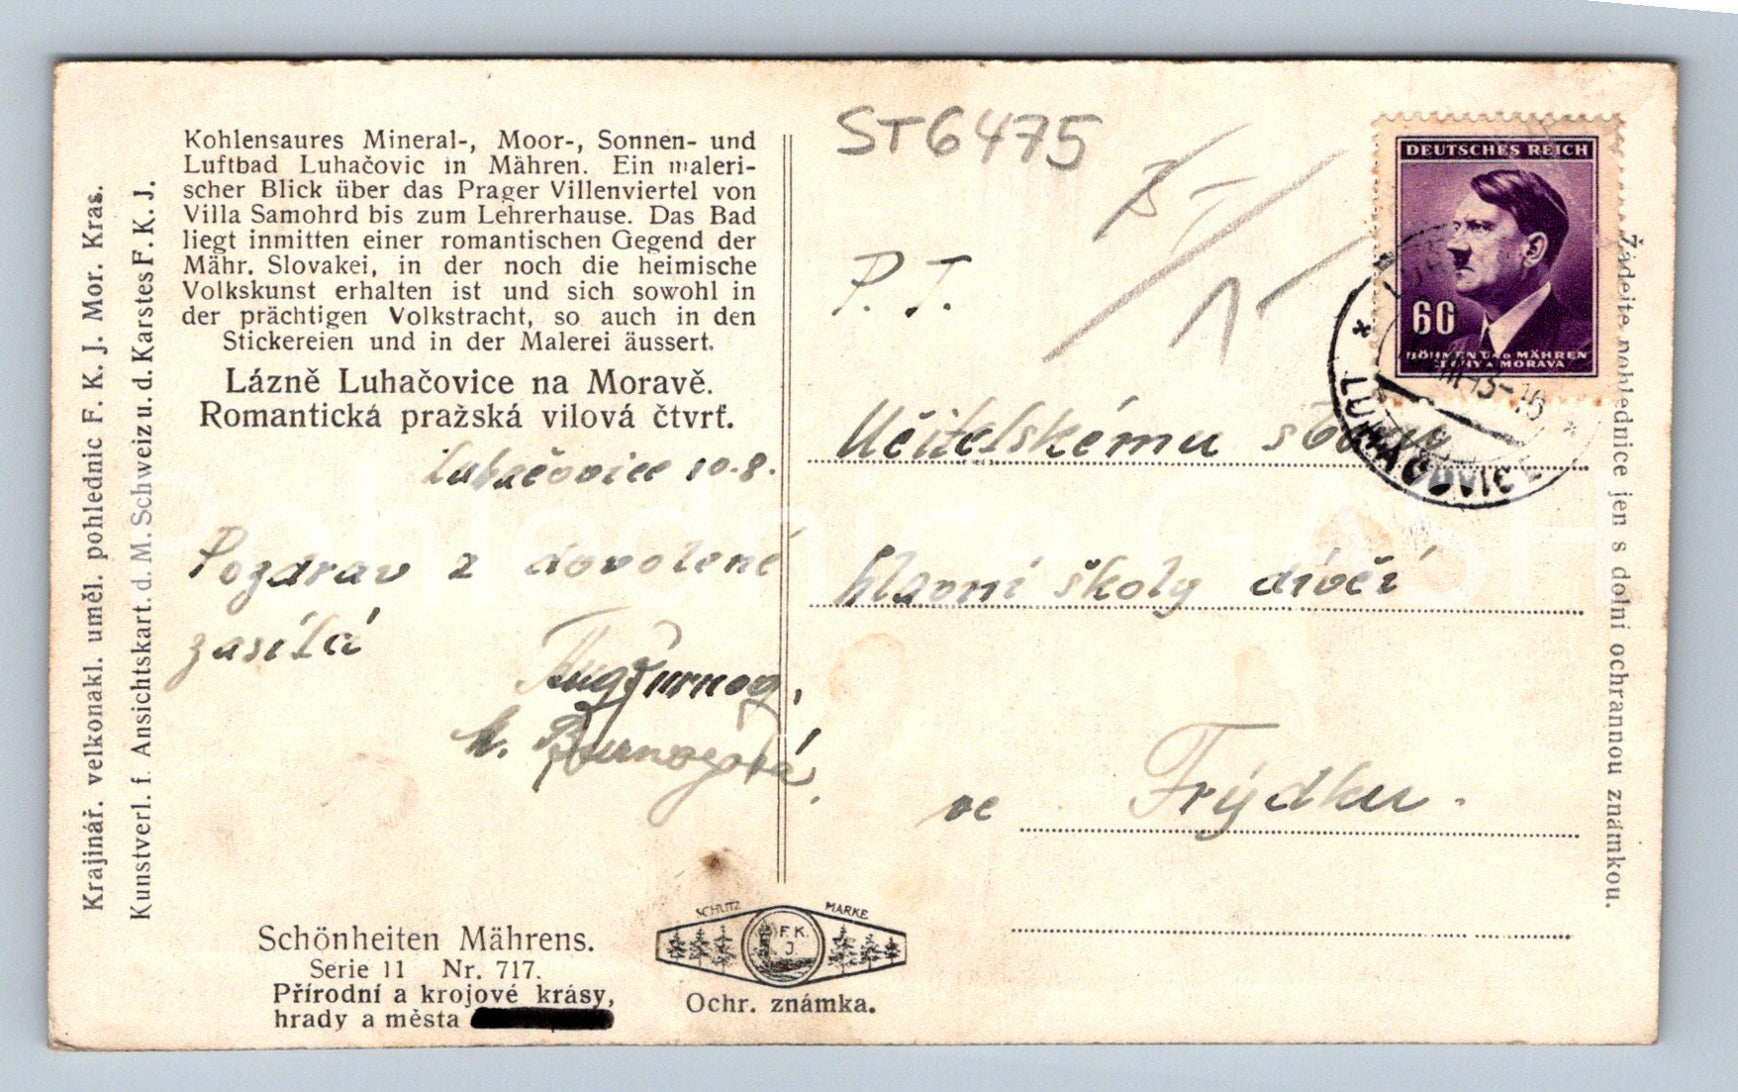 Krajinář. velkonakl. uměl. pohlednic F. K. J. Mor. Kras.
Kunstverl. f. Ansichtskart. d. M. Schweiz u. d. Karstes F. K. J.
Kohlensaures Mineral-, Moor-, Sonnen- und
Luftbad Luhačovic in Mähren. Ein maleri-
scher Blick über das Prager Villenviertel von
Villa Samohrd bis zum Lehrerhause. Das Bad
liegt inmitten einer romantischen Gegend der
Mähr. Slovakei, in der noch die heimische
Volkskunst erhalten ist und sich sowohl in
der prächtigen Volkstracht, so auch in den
Stickereien und in der Malerei äussert.
Lázně Luhačovice na Moravě.
Romantická pražská vilová čtvrť.
Luhačovice 10.8.
Pozdrav z dovolené
zasílá
Schönheiten Mährens.
Serie 11 Nr. 717.
Přírodní a krojové krásy,
hrady a města
SCHUTZ MARKE
F. K.
J.
Ochr. známka.
ST6475
P. T.
Učitelskému sboru
hlavní školy dívčí
ve Frýdku.
DEUTSCHES REICH
60
BÖHMEN UND MÄHREN
ČECHY A MORAVA
LUHAČOVICE
Žádejte pohlednice jen s dolní ochrannou známkou.